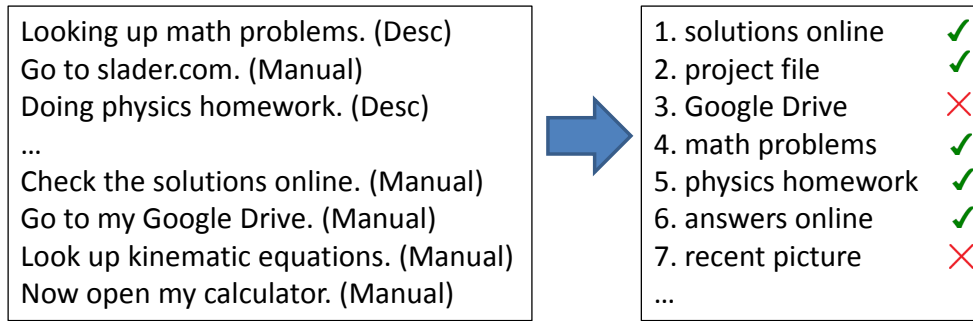 Looking up math problems. (Desc)
Go to slader.com. (Manual)
Doing physics homework. (Desc)
…
Check the solutions online. (Manual)
Go to my Google Drive. (Manual)
Look up kinematic equations. (Manual)
Now open my calculator. (Manual)
1. solutions online ✓
2. project file ✓
3. Google Drive ✗
4. math problems ✓
5. physics homework ✓
6. answers online ✓
7. recent picture ✗
…